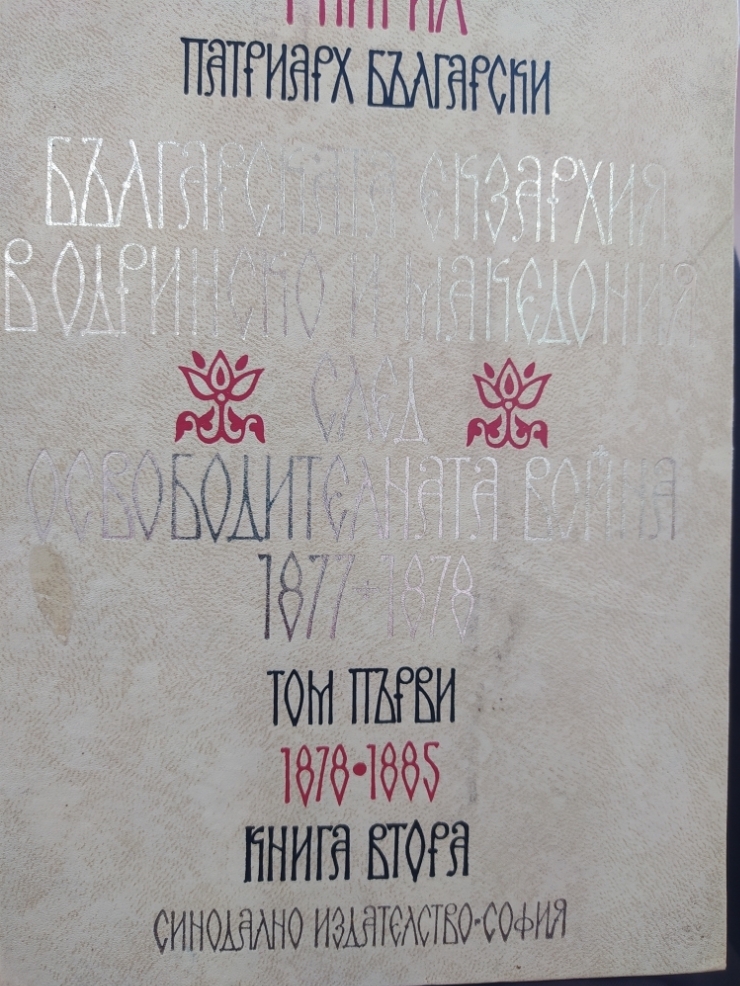 † КИРИЛ
ПАТРИАРХ БЪЛГАРСКИ
БЪЛГАРСКАТА ЕКЗАРХИЯ
В ОДРИНСКО И МАКЕДОНИЯ
СЛЕД
ОСВОБОДИТЕЛНАТА ВОЙНА
1877-1878
ТОМ ПЪРВИ
1878•1885
КНИГА ВТОРА
СИНОДАЛНО ИЗДАТЕЛСТВО-СОФИЯ